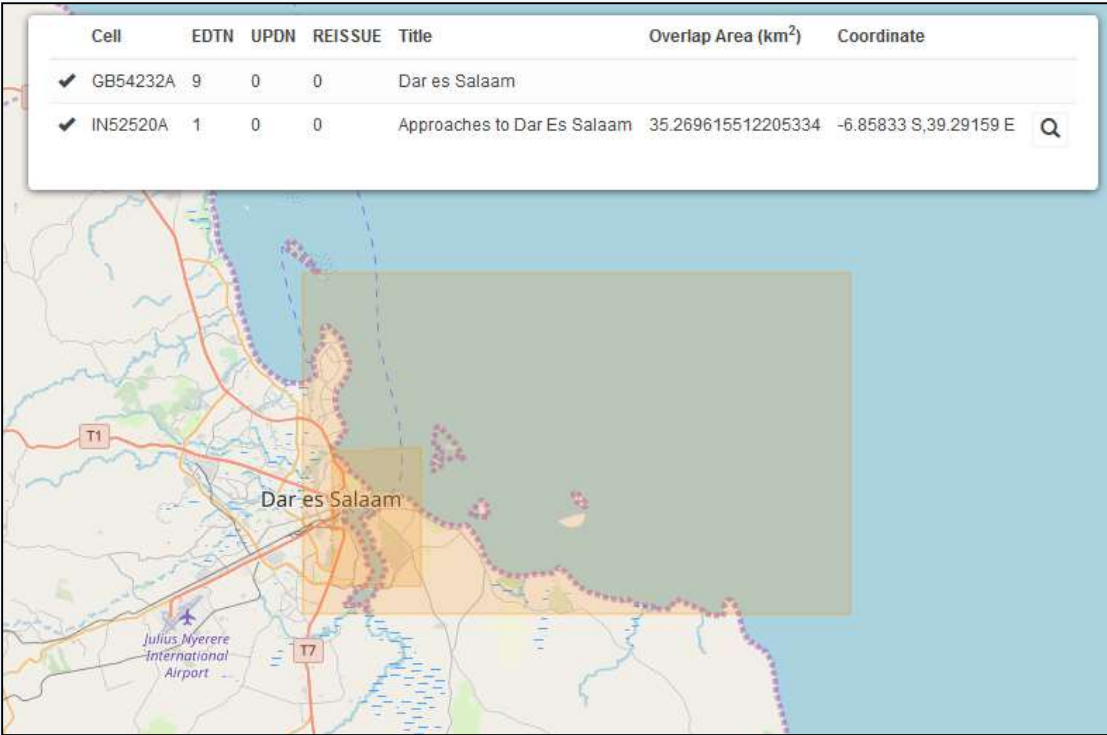 Cell EDTN UPDN REISSUE Title Overlap Area (km²) Coordinate
GB54232A 9 0 0 Dar es Salaam
IN52520A 1 0 0 Approaches to Dar Es Salaam 35.269615512205334 -6.85833 S,39.29159 E
T1
Dar es Salaam
Julius Nyerere
International
Airport
T7